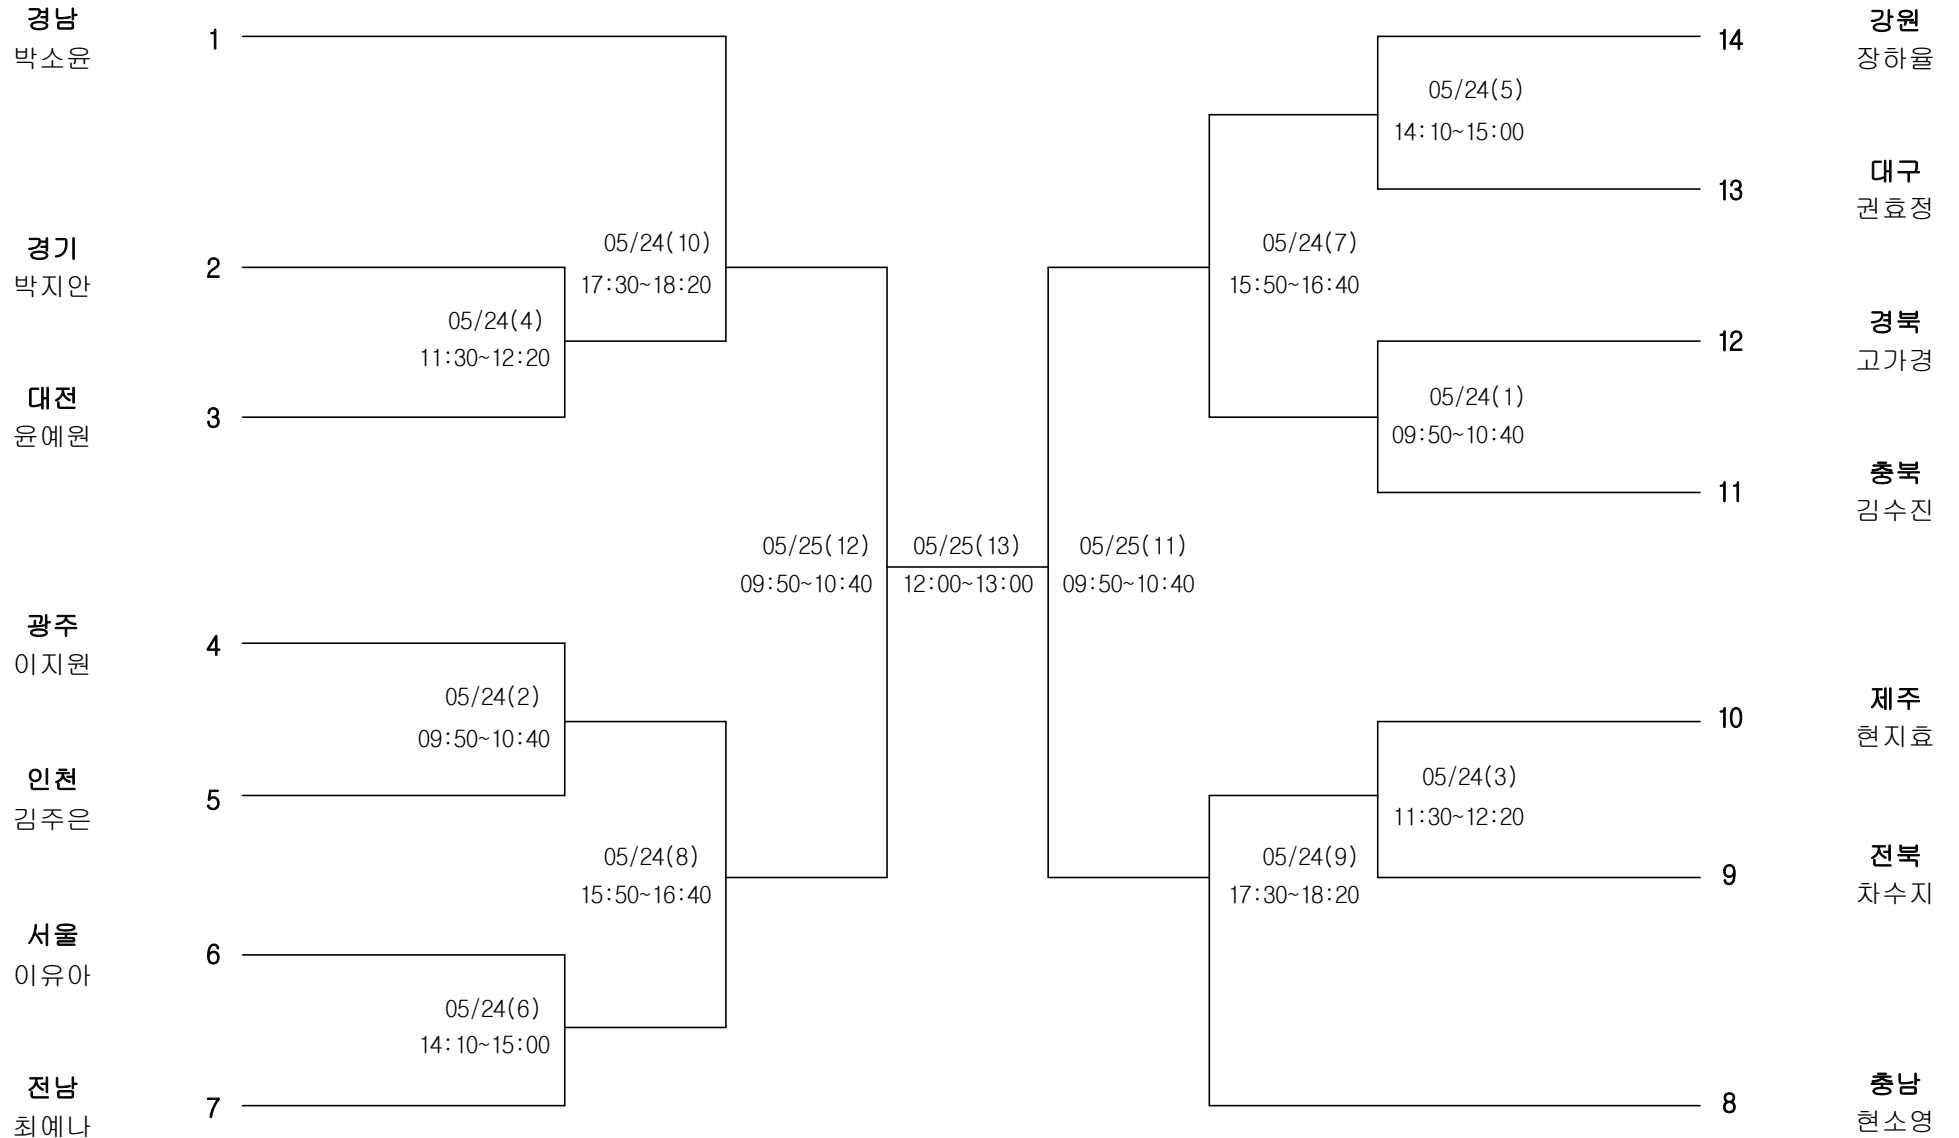 경남
박소윤
1
경기
박지안
2
대전
윤예원
3
05/24(4)
11:30~12:20
05/24(10)
17:30~18:20
광주
이지원
4
인천
김주은
5
05/24(2)
09:50~10:40
서울
이유아
6
전남
최예나
7
05/24(6)
14:10~15:00
05/24(8)
15:50~16:40
05/25(12)
09:50~10:40
05/25(13)
12:00~13:00
05/25(11)
09:50~10:40
05/24(7)
15:50~16:40
05/24(5)
14:10~15:00
14
강원
장하율
13
대구
권효정
05/24(1)
09:50~10:40
12
경북
고가경
11
충북
김수진
05/24(9)
17:30~18:20
05/24(3)
11:30~12:20
10
제주
현지효
9
전북
차수지
8
충남
현소영